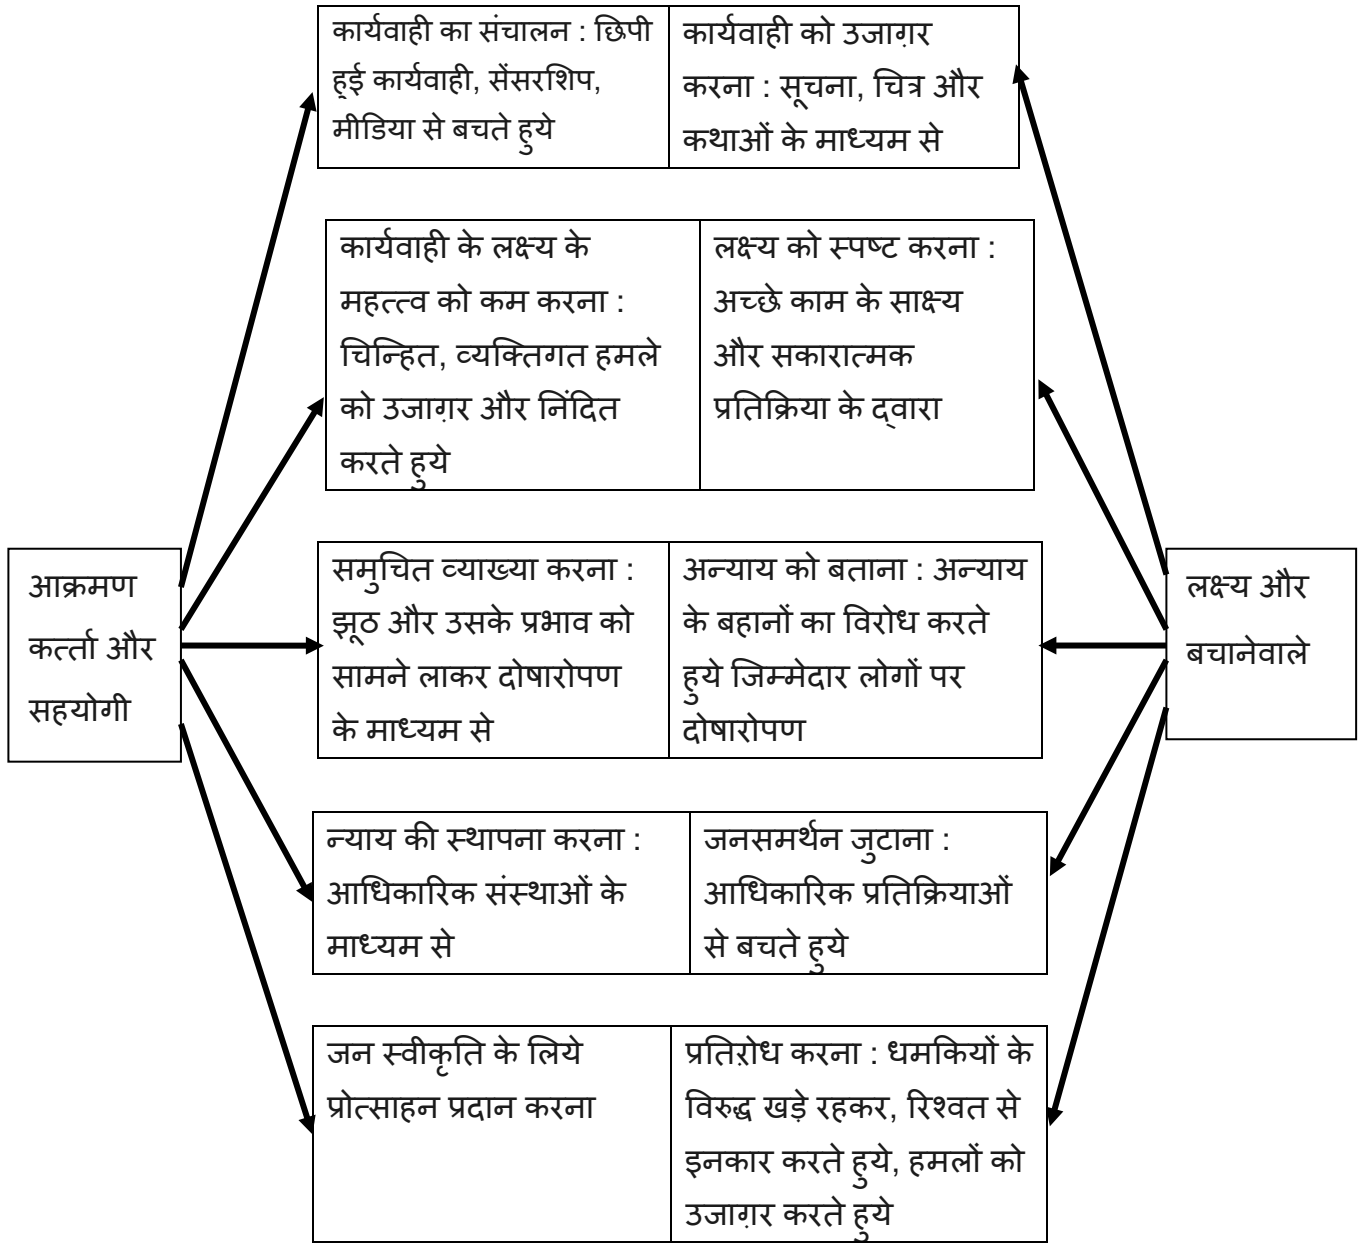 कार्यवाही का संचालन : छिपी
हुई कार्यवाही, सेंसरशिप,
मीडिया से बचते हुये
कार्यवाही को उजाग़र
करना : सूचना, चित्र और
कथाओं के माध्यम से
कार्यवाही के लक्ष्य के
महत्त्व को कम करना :
चिन्हित, व्यक्तिगत हमले
को उजाग़र और निंदित
करते हुये
लक्ष्य को स्पष्ट करना :
अच्छे काम के साक्ष्य
और सकारात्मक
प्रतिक्रिया के द्वारा
आक्रमण
कर्त्ता और
सहयोगी
समुचित व्याख्या करना :
झूठ और उसके प्रभाव को
सामने लाकर दोषारोपण
के माध्यम से
अन्याय को बताना : अन्याय
के बहानों का विरोध करते
हुये जिम्मेदार लोगों पर
दोषारोपण
लक्ष्य और
बचानेवाले
न्याय की स्थापना करना :
आधिकारिक संस्थाओं के
माध्यम से
जनसमर्थन जुटाना :
आधिकारिक प्रतिक्रियाओं
से बचते हुये
जन स्वीकृति के लिये
प्रोत्साहन प्रदान करना
प्रतिऱोध करना : धमकियों के
विरुद्ध खड़े रहकर, रिश्वत से
इनकार करते हुये, हमलों को
उजाग़र करते हुये